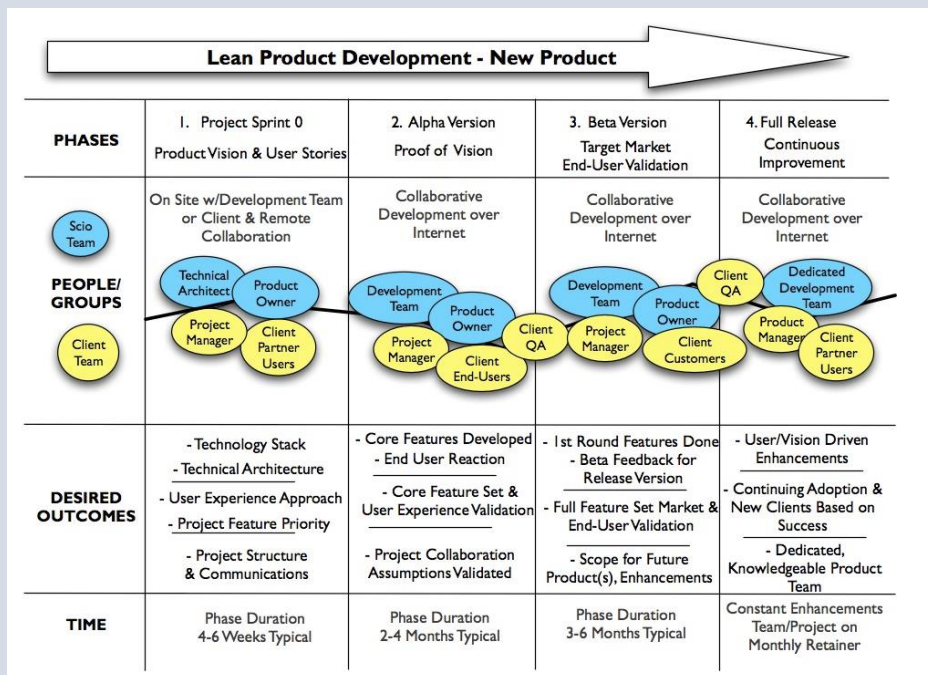 Lean Product Development - New Product
PHASES
1. Project Sprint 0
Product Vision & User Stories
2. Alpha Version
Proof of Vision
3. Beta Version
Target Market
End-User Validation
4. Full Release
Continuous
Improvement
PEOPLE/
GROUPS
Scio
Team
Client
Team
On Site w/Development Team
or Client & Remote
Collaboration
Technical
Architect
Product
Owner
Project
Manager
Client
Partner
Users
Collaborative
Development over
Internet
Development
Team
Product
Owner
Project
Manager
Client
End-Users
Client
QA
Collaborative
Development over
Internet
Development
Team
Product
Owner
Project
Manager
Client
Customers
Client
QA
Collaborative
Development over
Internet
Dedicated
Development
Team
Product
Manager
Client
Partner
Users
DESIRED
OUTCOMES
- Technology Stack
- Technical Architecture
- User Experience Approach
- Project Feature Priority
- Project Structure
& Communications
- Core Features Developed
- End User Reaction
- Core Feature Set &
User Experience Validation
- Project Collaboration
Assumptions Validated
- 1st Round Features Done
- Beta Feedback for
Release Version
- Full Feature Set Market &
End-User Validation
- Scope for Future
Product(s), Enhancements
- User/Vision Driven
Enhancements
- Continuing Adoption &
New Clients Based on
Success
- Dedicated,
Knowledgeable Product
Team
TIME
Phase Duration
4-6 Weeks Typical
Phase Duration
2-4 Months Typical
Phase Duration
3-6 Months Typical
Constant Enhancements
Team/Project on
Monthly Retainer